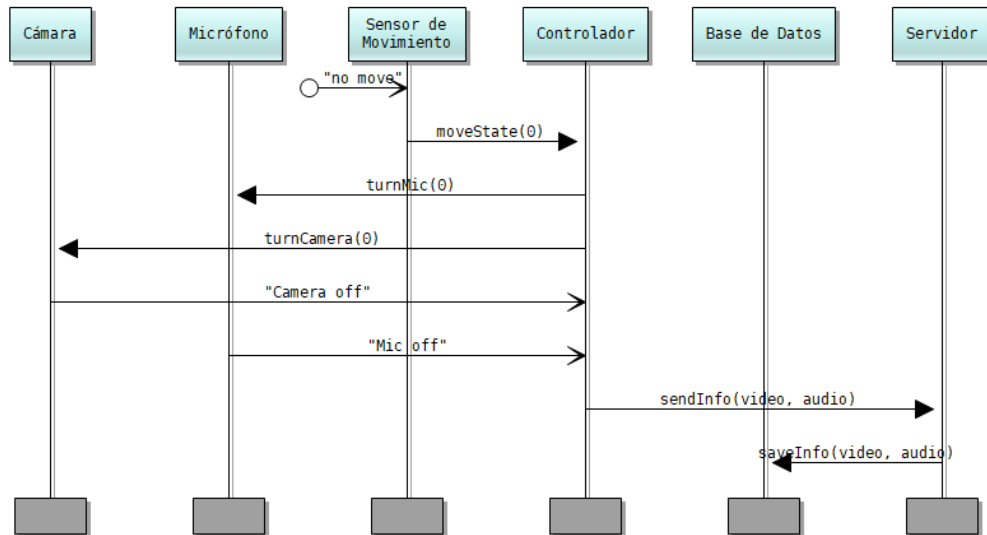 Cámara
Micrófono
Sensor de
Movimiento
Controlador
Base de Datos
Servidor
"no move"
moveState(0)
turnMic(0)
turnCamera(0)
"Camera off"
"Mic off"
sendInfo(video, audio)
saveInfo(video, audio)